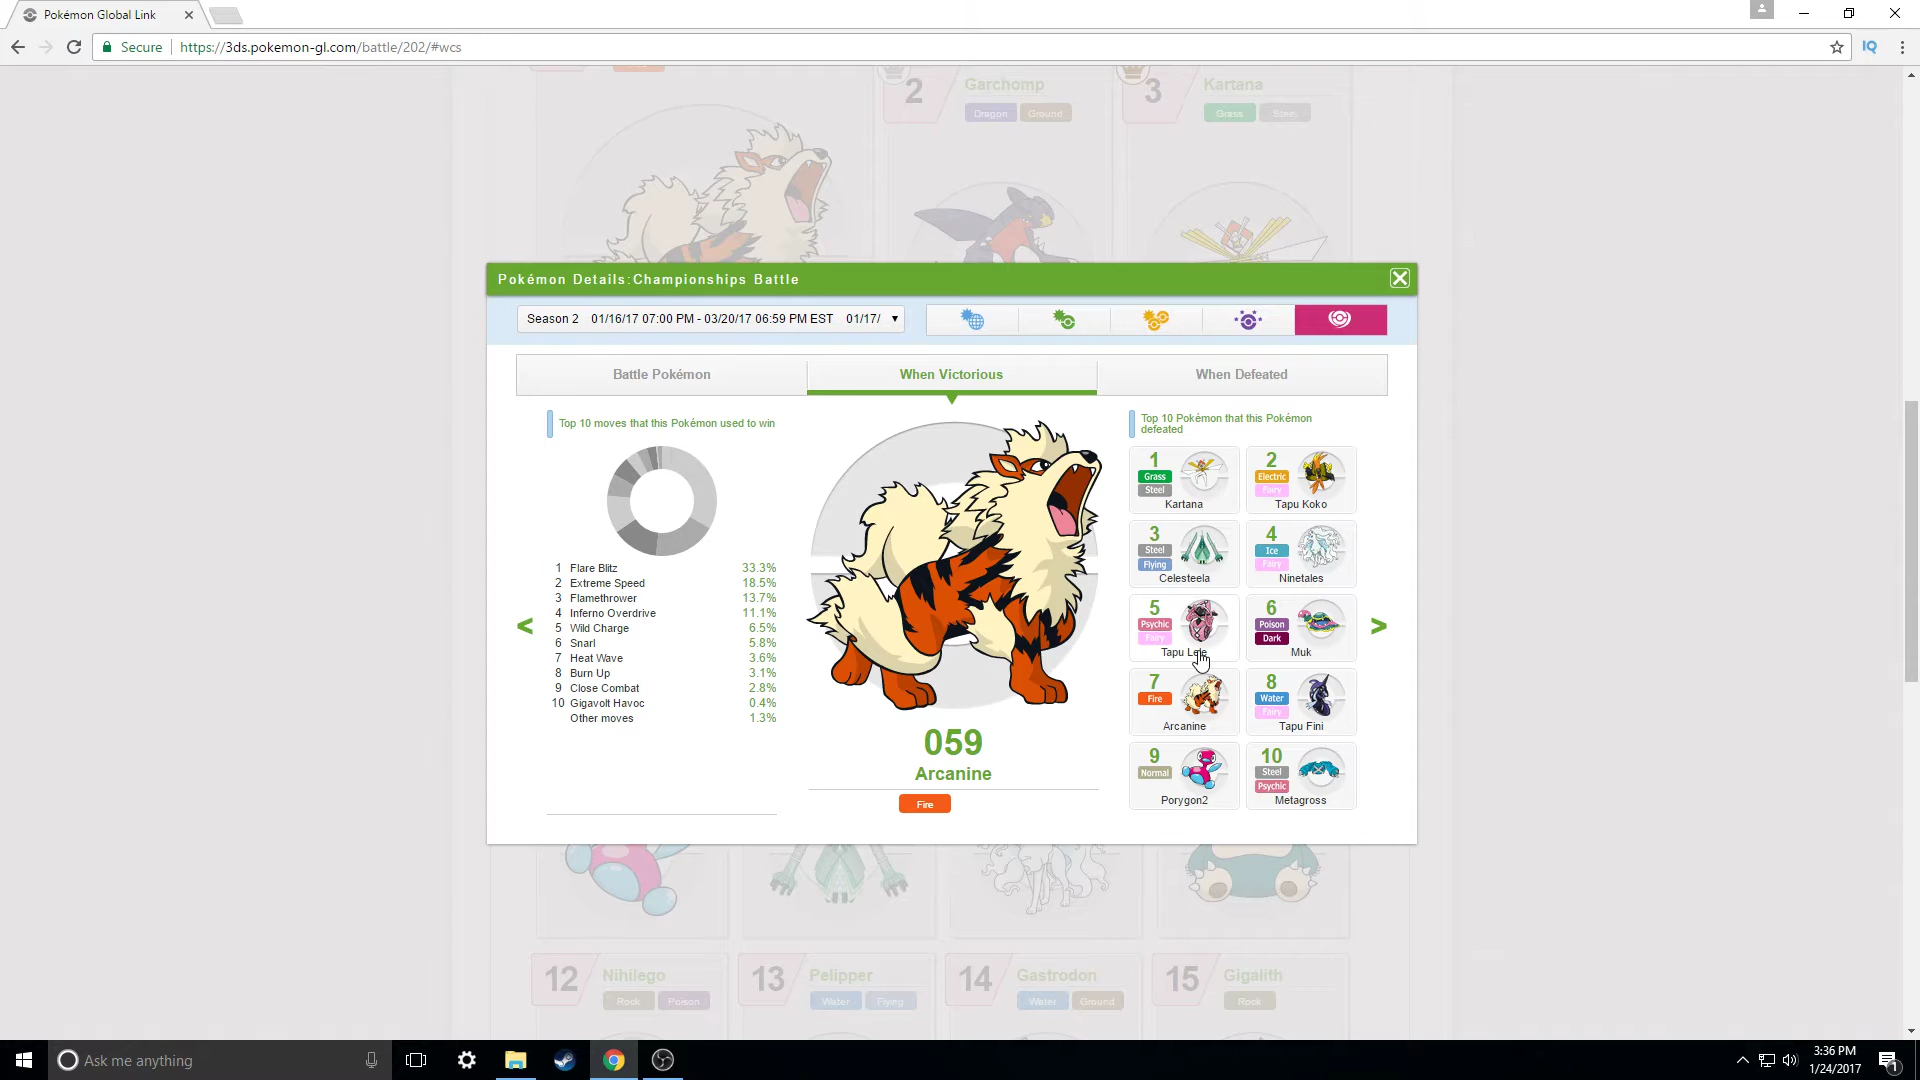 Pokémon Global Link
Secure
https://3ds.pokemon-gl.com/battle/202/#wcs
IQ
2
Garchomp
Dragon
Ground
3
Kartana
Grass
Steel
Pokémon Details:Championships Battle
Season 2 01/16/17 07:00 PM - 03/20/17 06:59 PM EST 01/17/
Battle Pokémon
When Victorious
When Defeated
Top 10 moves that this Pokémon used to win
1 Flare Blitz 33.3%
2 Extreme Speed 18.5%
3 Flamethrower 13.7%
4 Inferno Overdrive 11.1%
5 Wild Charge 6.5%
6 Snarl 5.8%
7 Heat Wave 3.6%
8 Burn Up 3.1%
9 Close Combat 2.8%
10 Gigavolt Havoc 0.4%
Other moves 1.3%
<
059
Arcanine
Fire
Top 10 Pokémon that this Pokémon
defeated
1
Grass
Steel
Kartana
2
Electric
Fairy
Tapu Koko
3
Steel
Flying
Celesteela
4
Ice
Fairy
Ninetales
5
Psychic
Fairy
Tapu Lele
6
Poison
Dark
Muk
7
Fire
Arcanine
8
Water
Fairy
Tapu Fini
9
Normal
Porygon2
10
Steel
Psychic
Metagross
>
12
Nihilego
Rock
Poison
13
Pelipper
Water
Flying
14
Gastrodon
Water
Ground
15
Gigalith
Rock
Ask me anything
3:36 PM
1/24/2017
1